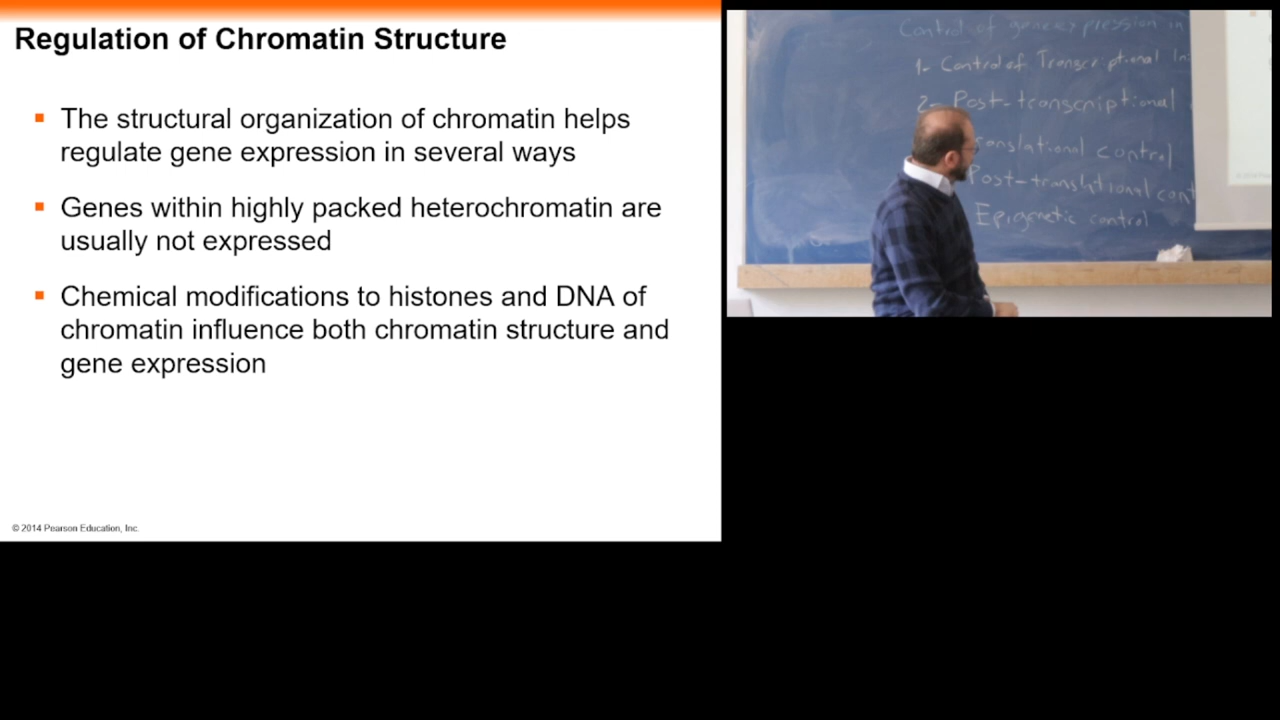 Regulation of Chromatin Structure
The structural organization of chromatin helps
regulate gene expression in several ways
Genes within highly packed heterochromatin are
usually not expressed
Chemical modifications to histones and DNA of
chromatin influence both chromatin structure and
gene expression
© 2014 Pearson Education, Inc.
Control of gene expression in
1- Control of Transcriptional In
2- Post-transcriptional
Translational control
Post-translational cont
Epigenetic control